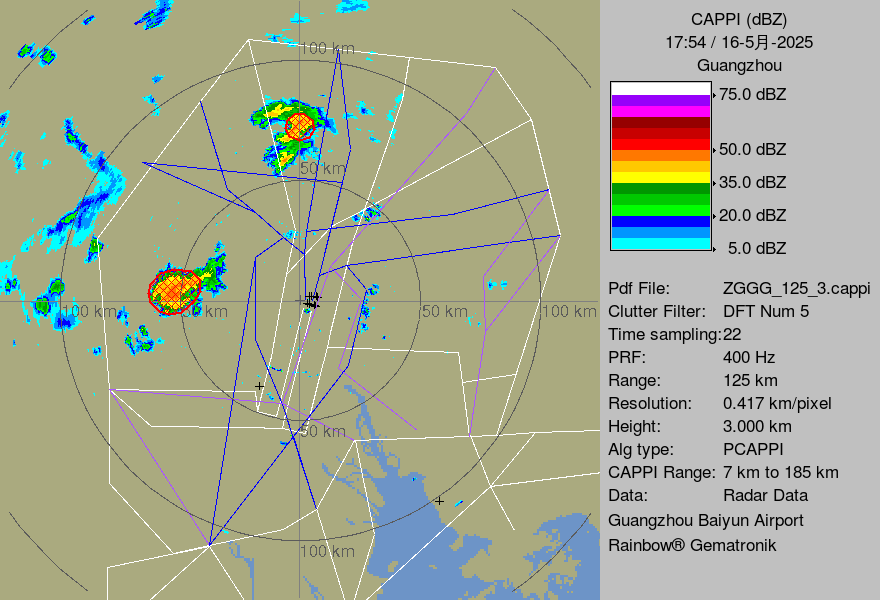 CAPPI (dBZ)
17:54 / 16-5月-2025
Guangzhou
75.0 dBZ
50.0 dBZ
35.0 dBZ
20.0 dBZ
5.0 dBZ
Pdf File: ZGGG_125_3.cappi
Clutter Filter: DFT Num 5
Time sampling:22
PRF: 400 Hz
Range: 125 km
Resolution: 0.417 km/pixel
Height: 3.000 km
Alg type: PCAPPI
CAPPI Range: 7 km to 185 km
Data: Radar Data
Guangzhou Baiyun Airport
Rainbow® Gematronik
100 km
50 km
100 km
50 km
50 km
100 km
50 km
100 km